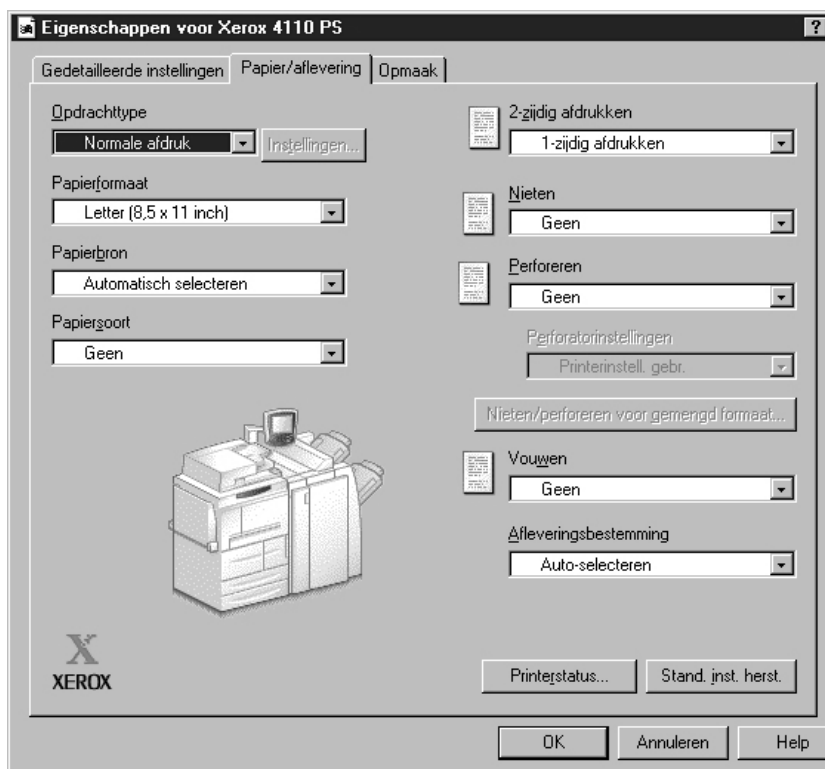 Eigenschappen voor Xerox 4110 PS
?
Gedetailleerde instellingen
Papier/aflevering
Opmaak
Opdrachttype
Normale afdruk
Instellingen...
Papierformaat
Letter (8,5 x 11 inch)
Papierbron
Automatisch selecteren
Papiersoort
Geen
2-zijdig afdrukken
1-zijdig afdrukken
Nieten
Geen
Perforeren
Geen
Perforatorinstellingen
Printerinstell. gebr.
Nieten/perforeren voor gemengd formaat...
Vouwen
Geen
Afleveringsbestemming
Auto-selecteren
X
XEROX
Printerstatus...
Stand. inst. herst.
OK
Annuleren
Help